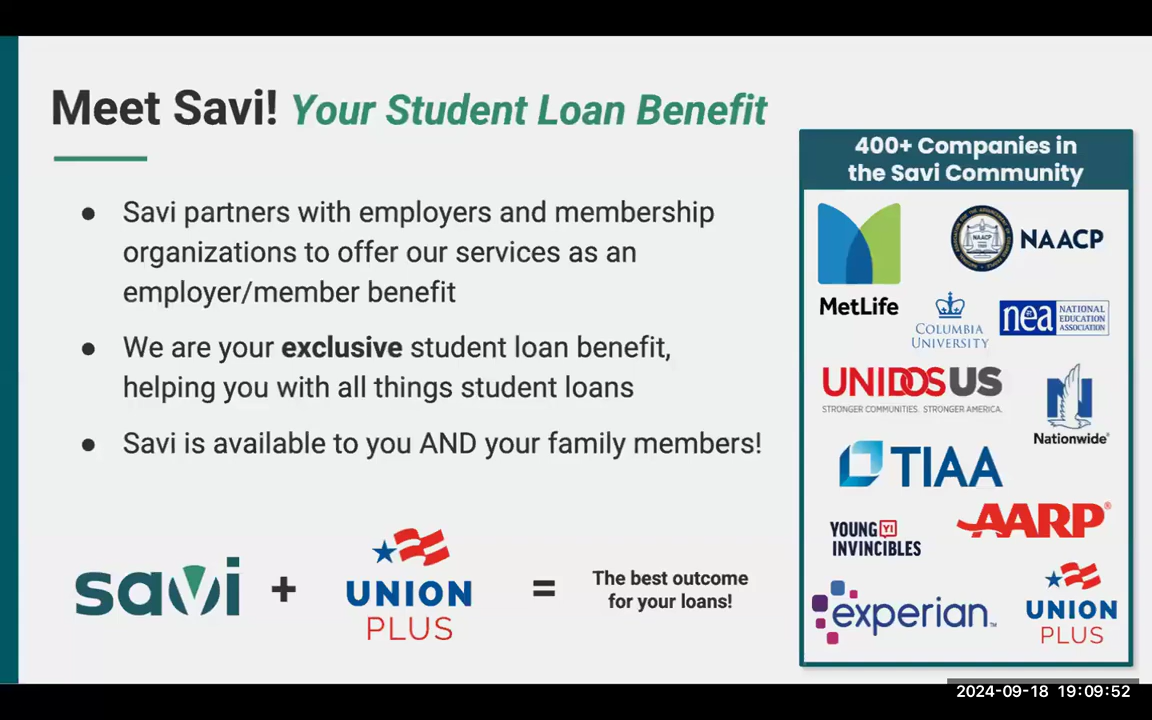 Meet Savi! Your Student Loan Benefit
● Savi partners with employers and membership
organizations to offer our services as an
employer/member benefit
● We are your exclusive student loan benefit,
helping you with all things student loans
● Savi is available to you AND your family members!
savi + UNION PLUS = The best outcome
for your loans!
400+ Companies in
the Savi Community
MetLife
NAACP
NAACP
COLUMBIA
UNIVERSITY
nea NATIONAL
EDUCATION
ASSOCIATION
UNIDOSUS
STRONGER COMMUNITIES. STRONGER AMERICA.
Nationwide®
TIAA
YOUNG YI
INVINCIBLES
AARP®
experian™
UNION
PLUS
2024-09-18 19:09:52